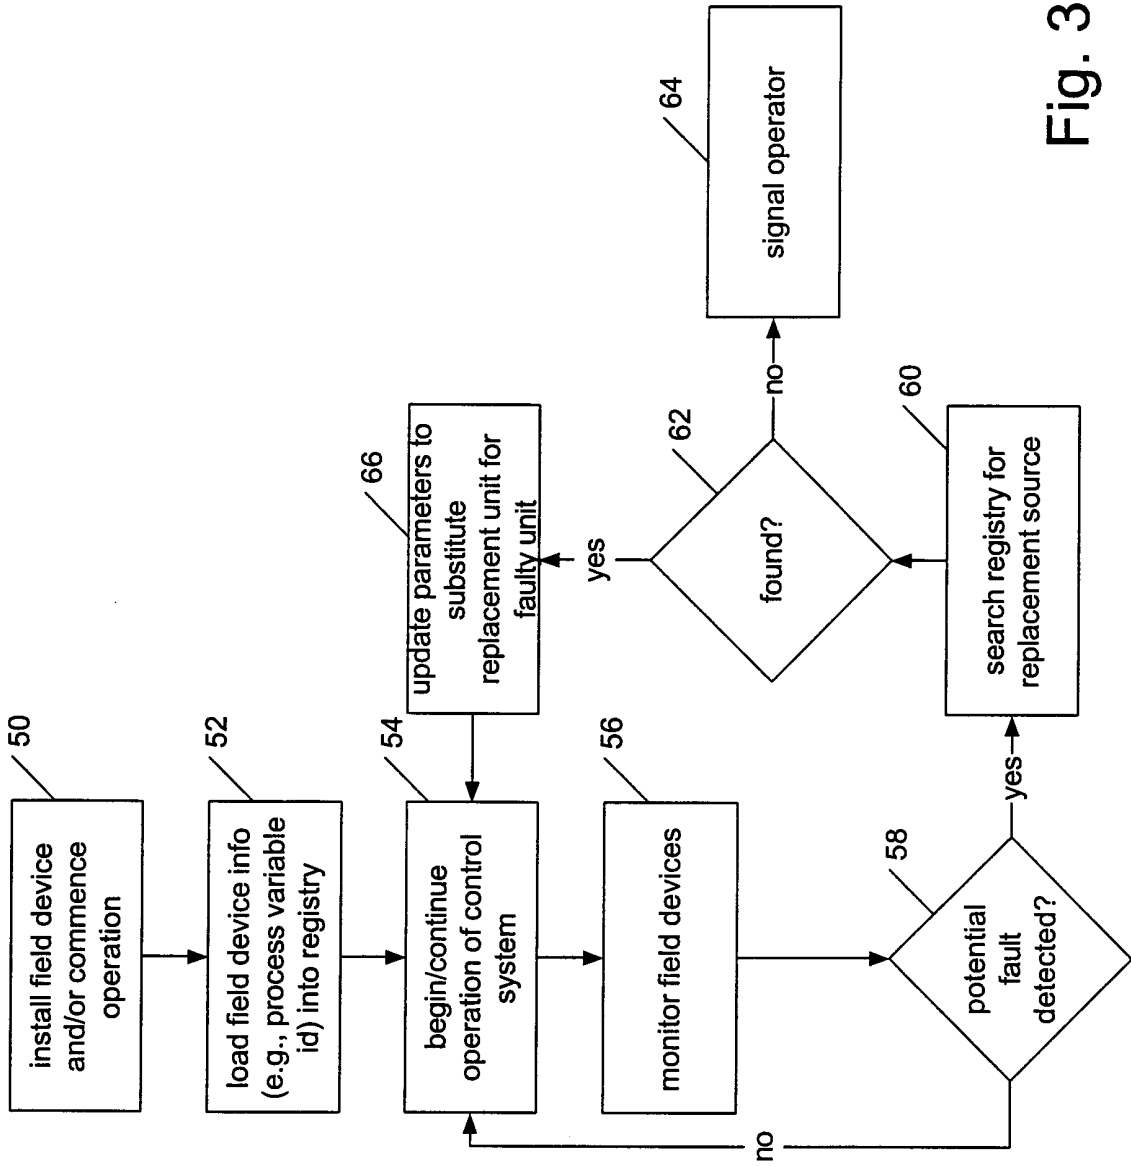 50
install field device
and/or commence
operation
52
load field device info
(e.g., process variable
id) into registry
54
begin/continue
operation of control
system
56
monitor field devices
58
potential
fault
detected?
no
yes
60
search registry for
replacement source
62
found?
no
64
signal operator
yes
66
update parameters to
substitute
replacement unit for
faulty unit
Fig. 3